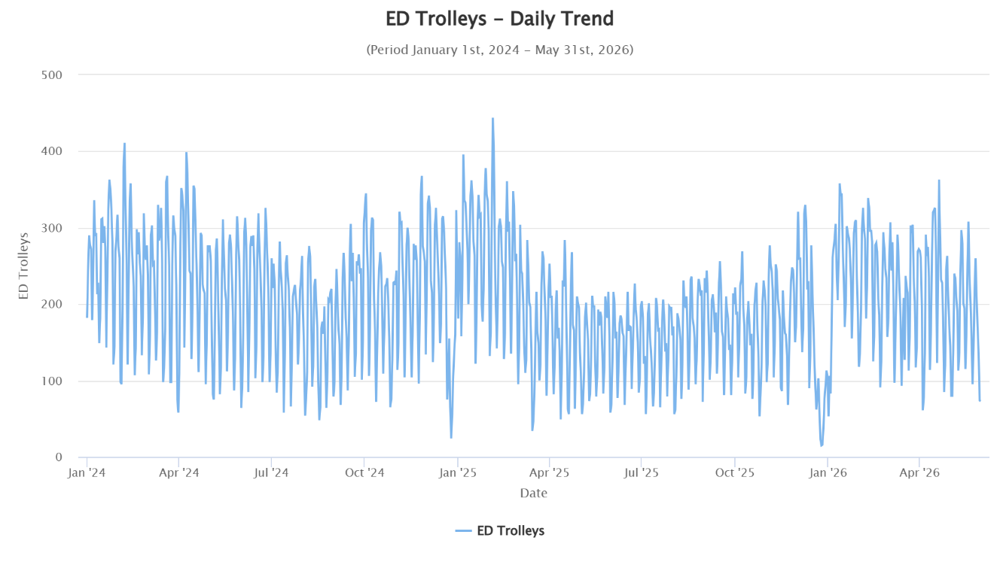 ED Trolleys – Daily Trend
(Period January 1st, 2024 – May 31st, 2026)
500
400
300
200
100
0
ED Trolleys
Jan '24 Apr '24 Jul '24 Oct '24 Jan '25 Apr '25 Jul '25 Oct '25 Jan '26 Apr '26
Date
ED Trolleys